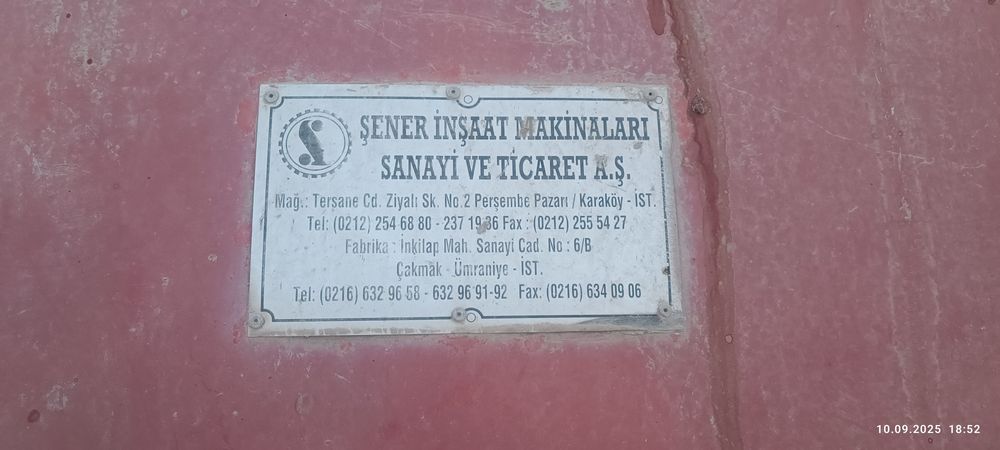 ŞENER İNŞAAT MAKİNALARI
SANAYİ VE TİCARET A.Ş.
Mağ.: Tersane Cd. Ziyalı Sk. No.2 Perşembe Pazarı / Karaköy - İST.
Tel: (0212) 254 68 80 - 237 19 36 Fax : (0212) 255 54 27
Fabrika : İnkilap Mah. Sanayi Cad. No : 6/B
Çakmak - Ümraniye - İST.
Tel: (0216) 632 96 58 - 632 96 91-92 Fax: (0216) 634 09 06
10.09.2025 18:52